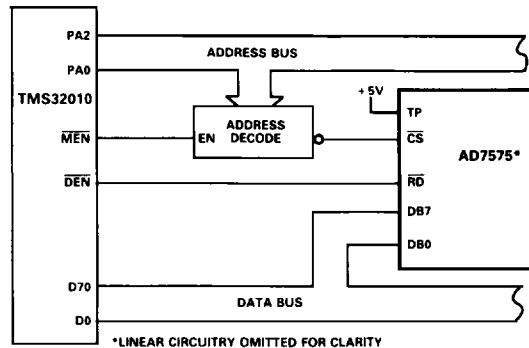 PA2
ADDRESS BUS
PA0
+5V
TMS32010
TP
ADDRESS
DECODE
MEN
EN
CS
AD7575*
DEN
RD
DB7
DB0
D70
DATA BUS
D0
*LINEAR CIRCUITRY OMITTED FOR CLARITY